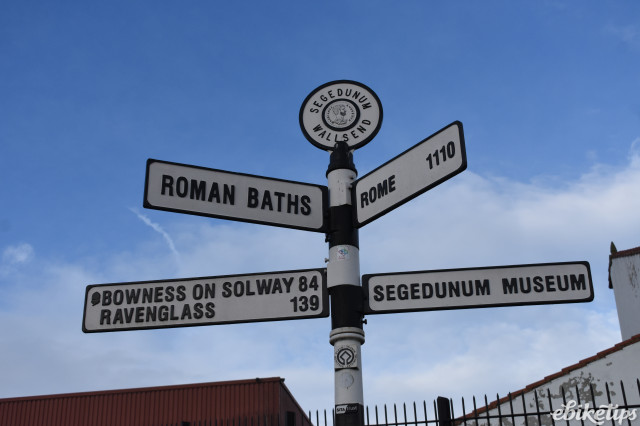 SEGEDUNUM
WALLSEND
ROMAN BATHS
ROME 1110
BOWNESS ON SOLWAY 84
RAVENGLASS 139
SEGEDUNUM MUSEUM
ebiketips